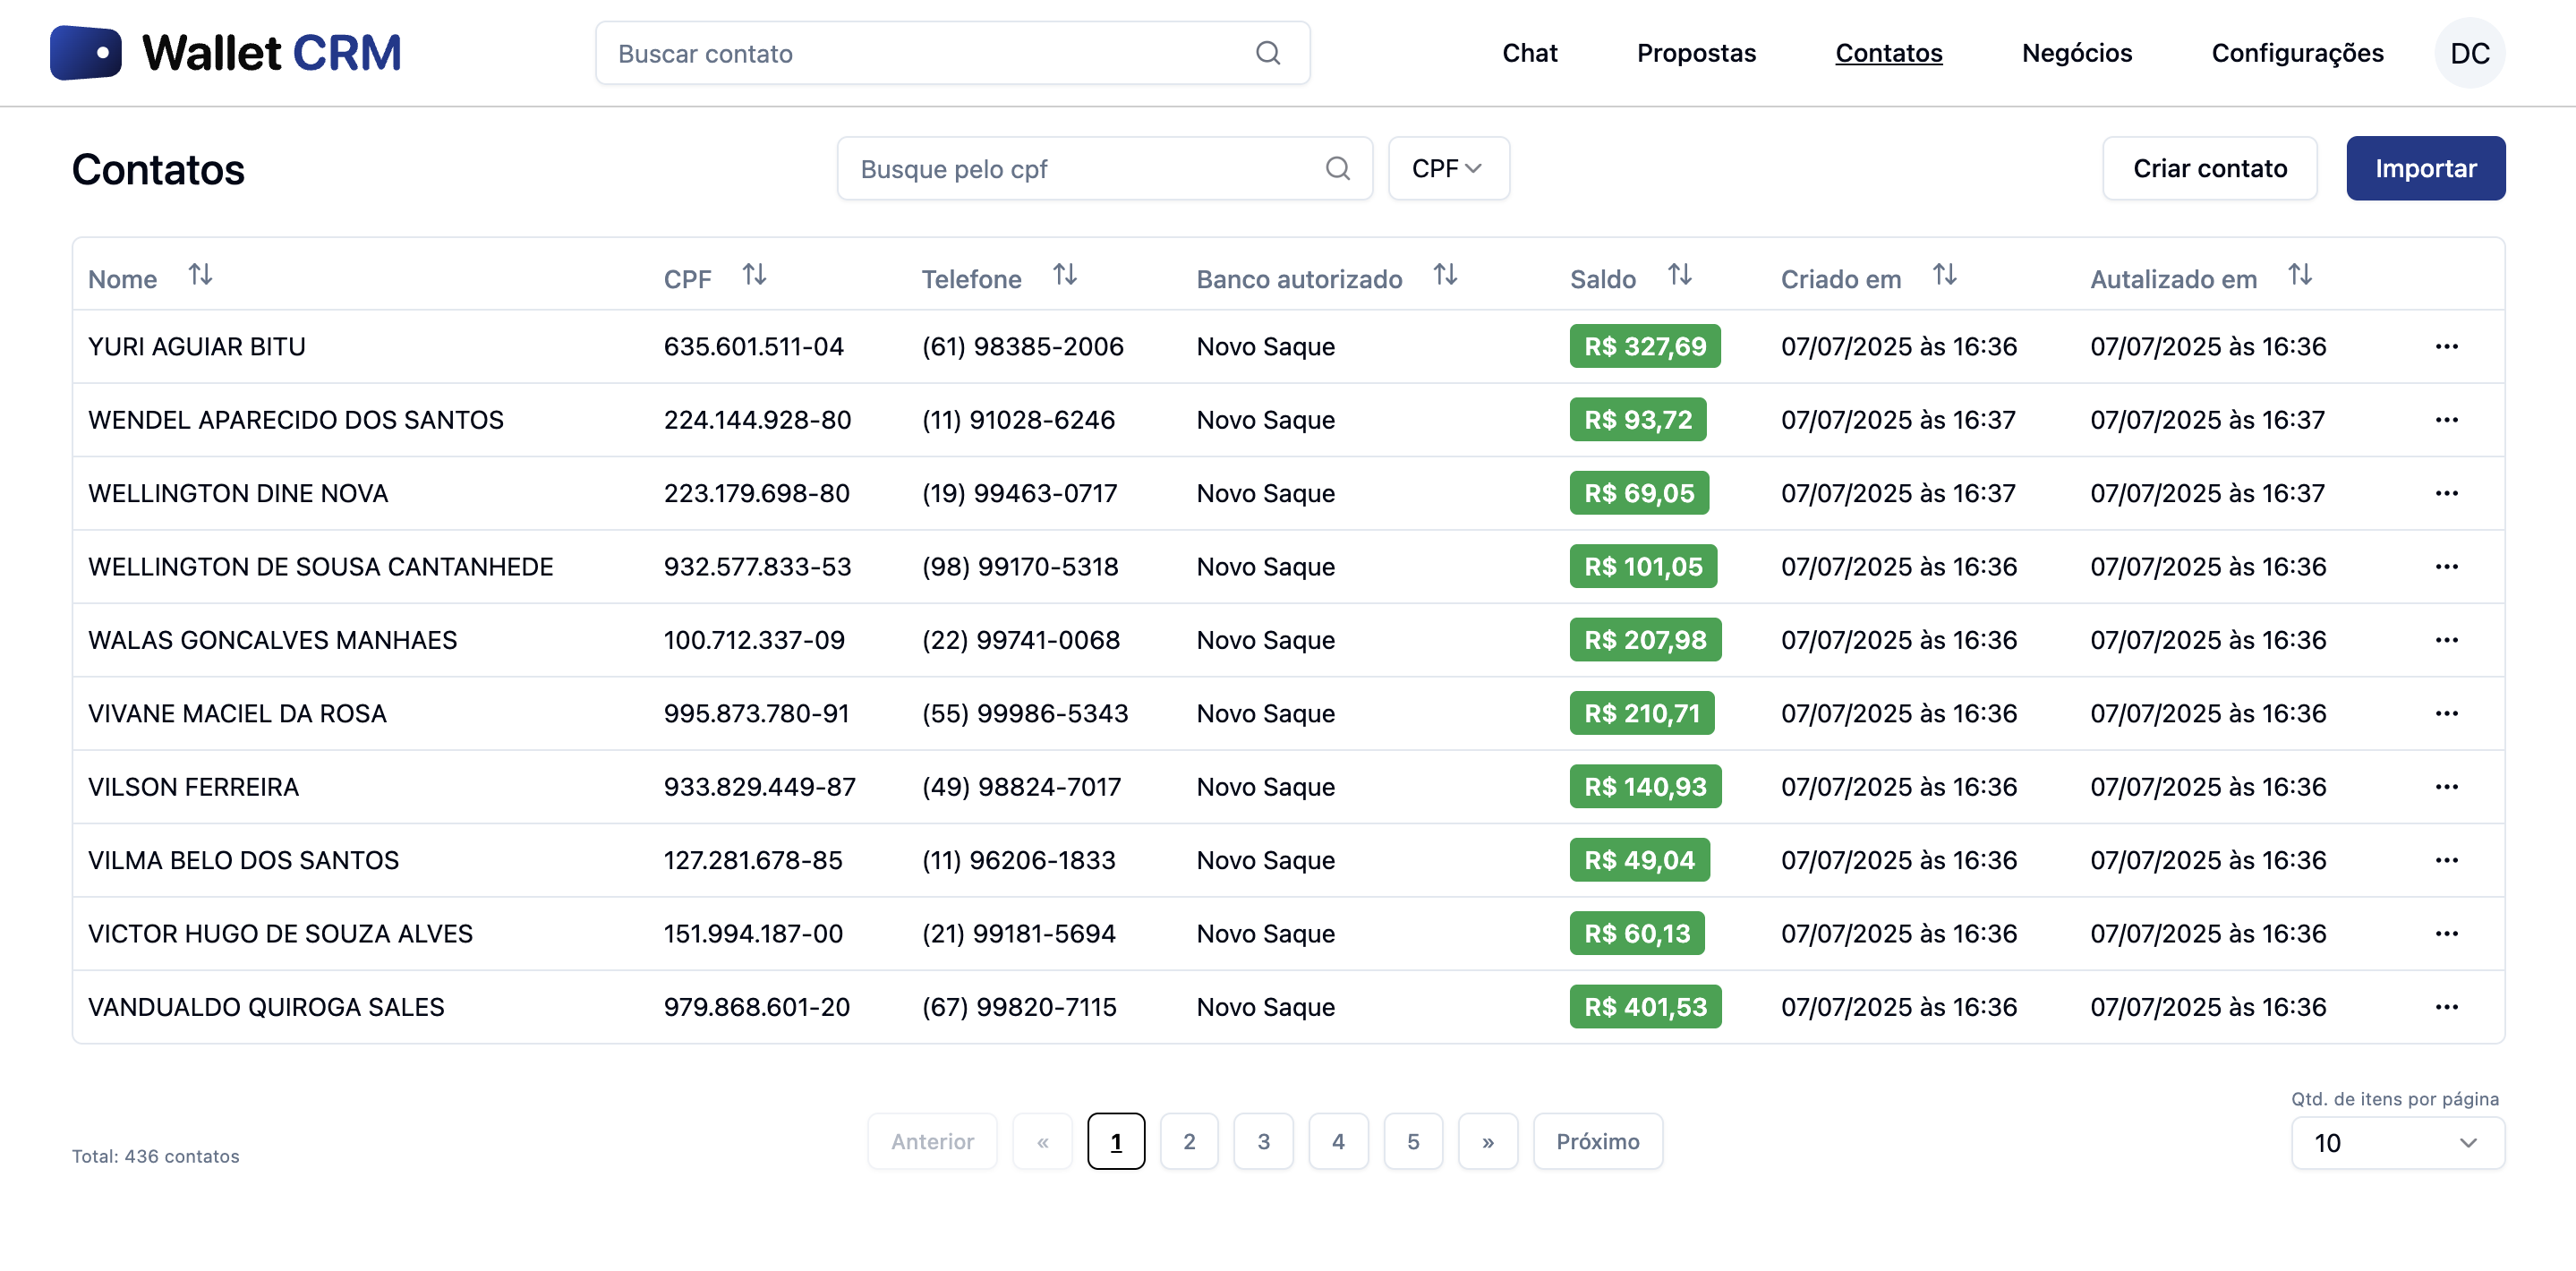 Wallet CRM
Buscar contato
Chat Propostas Contatos Negócios Configurações DC
Contatos
Busque pelo cpf
CPF
Criar contato
Importar
Nome CPF Telefone Banco autorizado Saldo Criado em Autalizado em
YURI AGUIAR BITU 635.601.511-04 (61) 98385-2006 Novo Saque R$ 327,69 07/07/2025 às 16:36 07/07/2025 às 16:36 ...
WENDEL APARECIDO DOS SANTOS 224.144.928-80 (11) 91028-6246 Novo Saque R$ 93,72 07/07/2025 às 16:37 07/07/2025 às 16:37 ...
WELLINGTON DINE NOVA 223.179.698-80 (19) 99463-0717 Novo Saque R$ 69,05 07/07/2025 às 16:37 07/07/2025 às 16:37 ...
WELLINGTON DE SOUSA CANTANHEDE 932.577.833-53 (98) 99170-5318 Novo Saque R$ 101,05 07/07/2025 às 16:36 07/07/2025 às 16:36 ...
WALAS GONCALVES MANHAES 100.712.337-09 (22) 99741-0068 Novo Saque R$ 207,98 07/07/2025 às 16:36 07/07/2025 às 16:36 ...
VIVANE MACIEL DA ROSA 995.873.780-91 (55) 99986-5343 Novo Saque R$ 210,71 07/07/2025 às 16:36 07/07/2025 às 16:36 ...
VILSON FERREIRA 933.829.449-87 (49) 98824-7017 Novo Saque R$ 140,93 07/07/2025 às 16:36 07/07/2025 às 16:36 ...
VILMA BELO DOS SANTOS 127.281.678-85 (11) 96206-1833 Novo Saque R$ 49,04 07/07/2025 às 16:36 07/07/2025 às 16:36 ...
VICTOR HUGO DE SOUZA ALVES 151.994.187-00 (21) 99181-5694 Novo Saque R$ 60,13 07/07/2025 às 16:36 07/07/2025 às 16:36 ...
VANDUALDO QUIROGA SALES 979.868.601-20 (67) 99820-7115 Novo Saque R$ 401,53 07/07/2025 às 16:36 07/07/2025 às 16:36 ...
Total: 436 contatos
Anterior « 1 2 3 4 5 » Próximo
Qtd. de itens por página
10